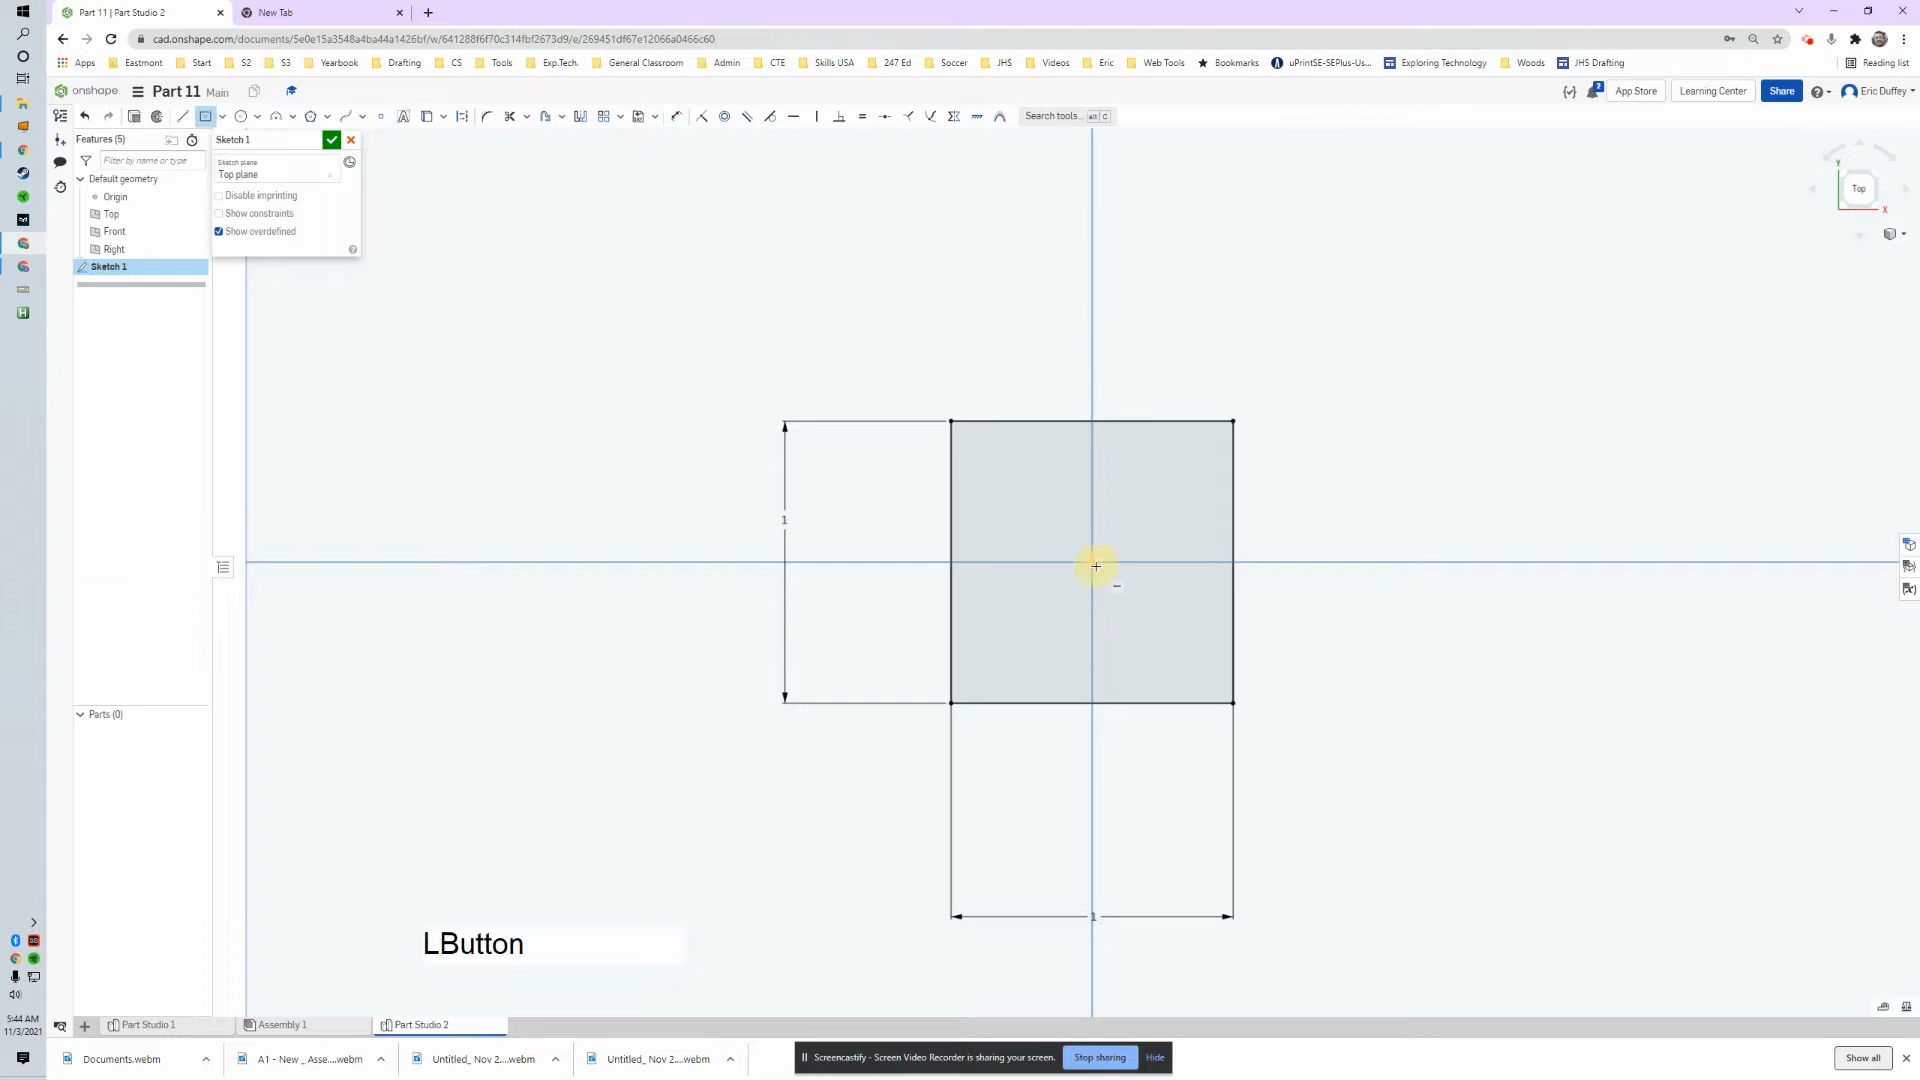 Part 11 | Part Studio 2
New Tab
cad.onshape.com/documents/5e0e15a3548a4ba44a1426bf/w/641288f6f70c314fbf2673d9/e/269451df67e12066a0466c60
Apps Eastmont Start S2 S3 Yearbook Drafting CS Tools Exp.Tech. General Classroom Admin CTE Skills USA 247 Ed Soccer JHS Videos Eric Web Tools Bookmarks uPrintSE-SEPlus-Us... Exploring Technology Woods JHS Drafting Reading list
onshape Part 11 Main 2 App Store Learning Center Share Eric Duffey
Search tools... alt C
Features (5)
Filter by name or type
Default geometry
Origin
Top
Front
Right
Sketch 1
Sketch 1
Sketch plane
Top plane
Disable imprinting
Show constraints
Show overdefined
Y
Top
X
1
1
Parts (0)
LButton
Part Studio 1 Assembly 1 Part Studio 2
5:44 AM
11/3/2021
Documents.webm A1 - New _ Asse....webm Untitled_ Nov 2....webm Untitled_ Nov 2....webm
Screencastify - Screen Video Recorder is sharing your screen. Stop sharing Hide
Show all